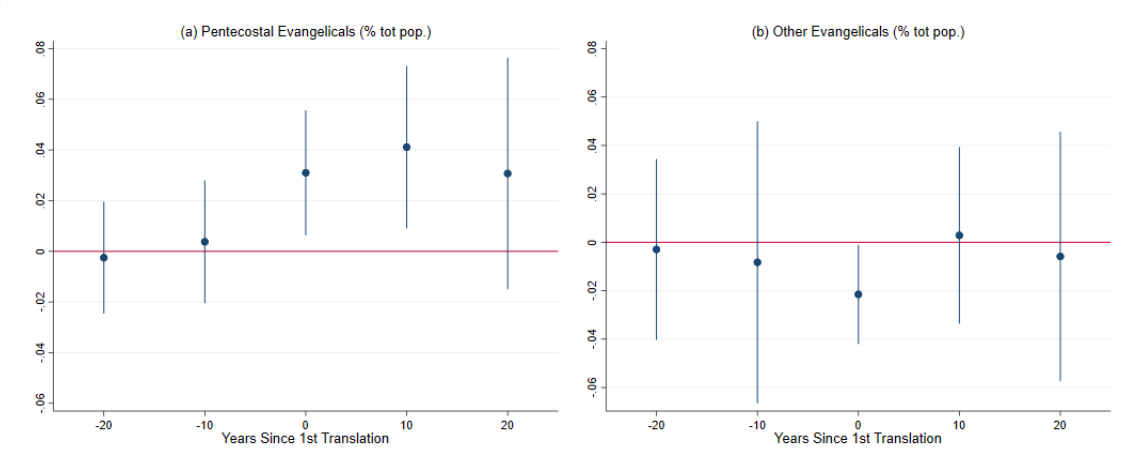 (a) Pentecostal Evangelicals (% tot pop.)
.08
.06
.04
.02
0
-.02
-.04
-.06
-20 -10 0 10 20
Years Since 1st Translation
(b) Other Evangelicals (% tot pop.)
.08
.06
.04
.02
0
-.02
-.04
-.06
-20 -10 0 10 20
Years Since 1st Translation